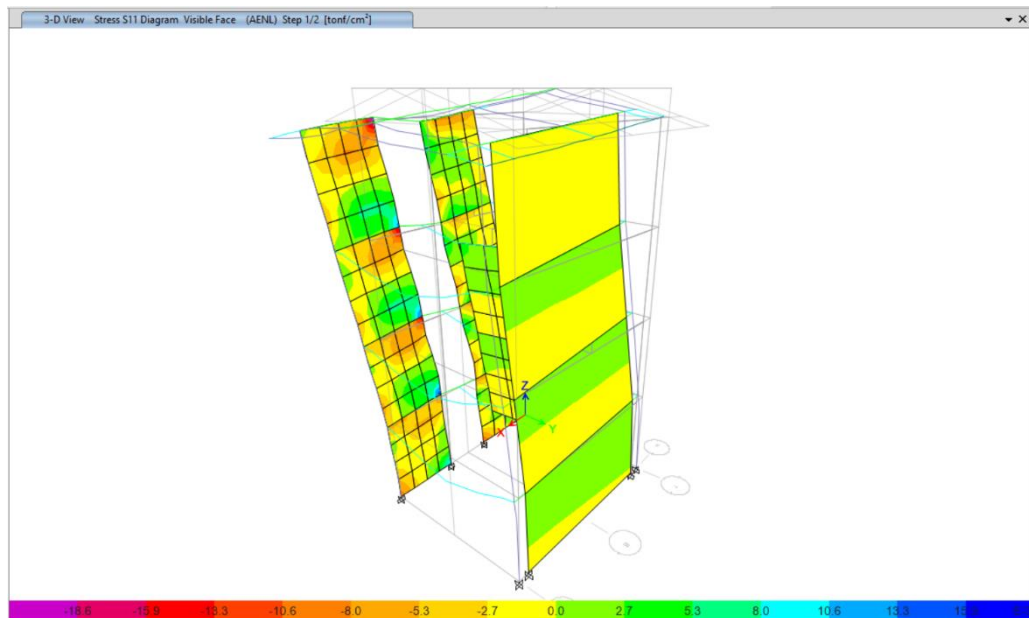 3-D View Stress S11 Diagram Visible Face (AENL) Step 1/2 [tonf/cm²]
Z
X
Y
-18.6 -15.9 -13.3 -10.6 -8.0 -5.3 -2.7 0.0 2.7 5.3 8.0 10.6 13.3